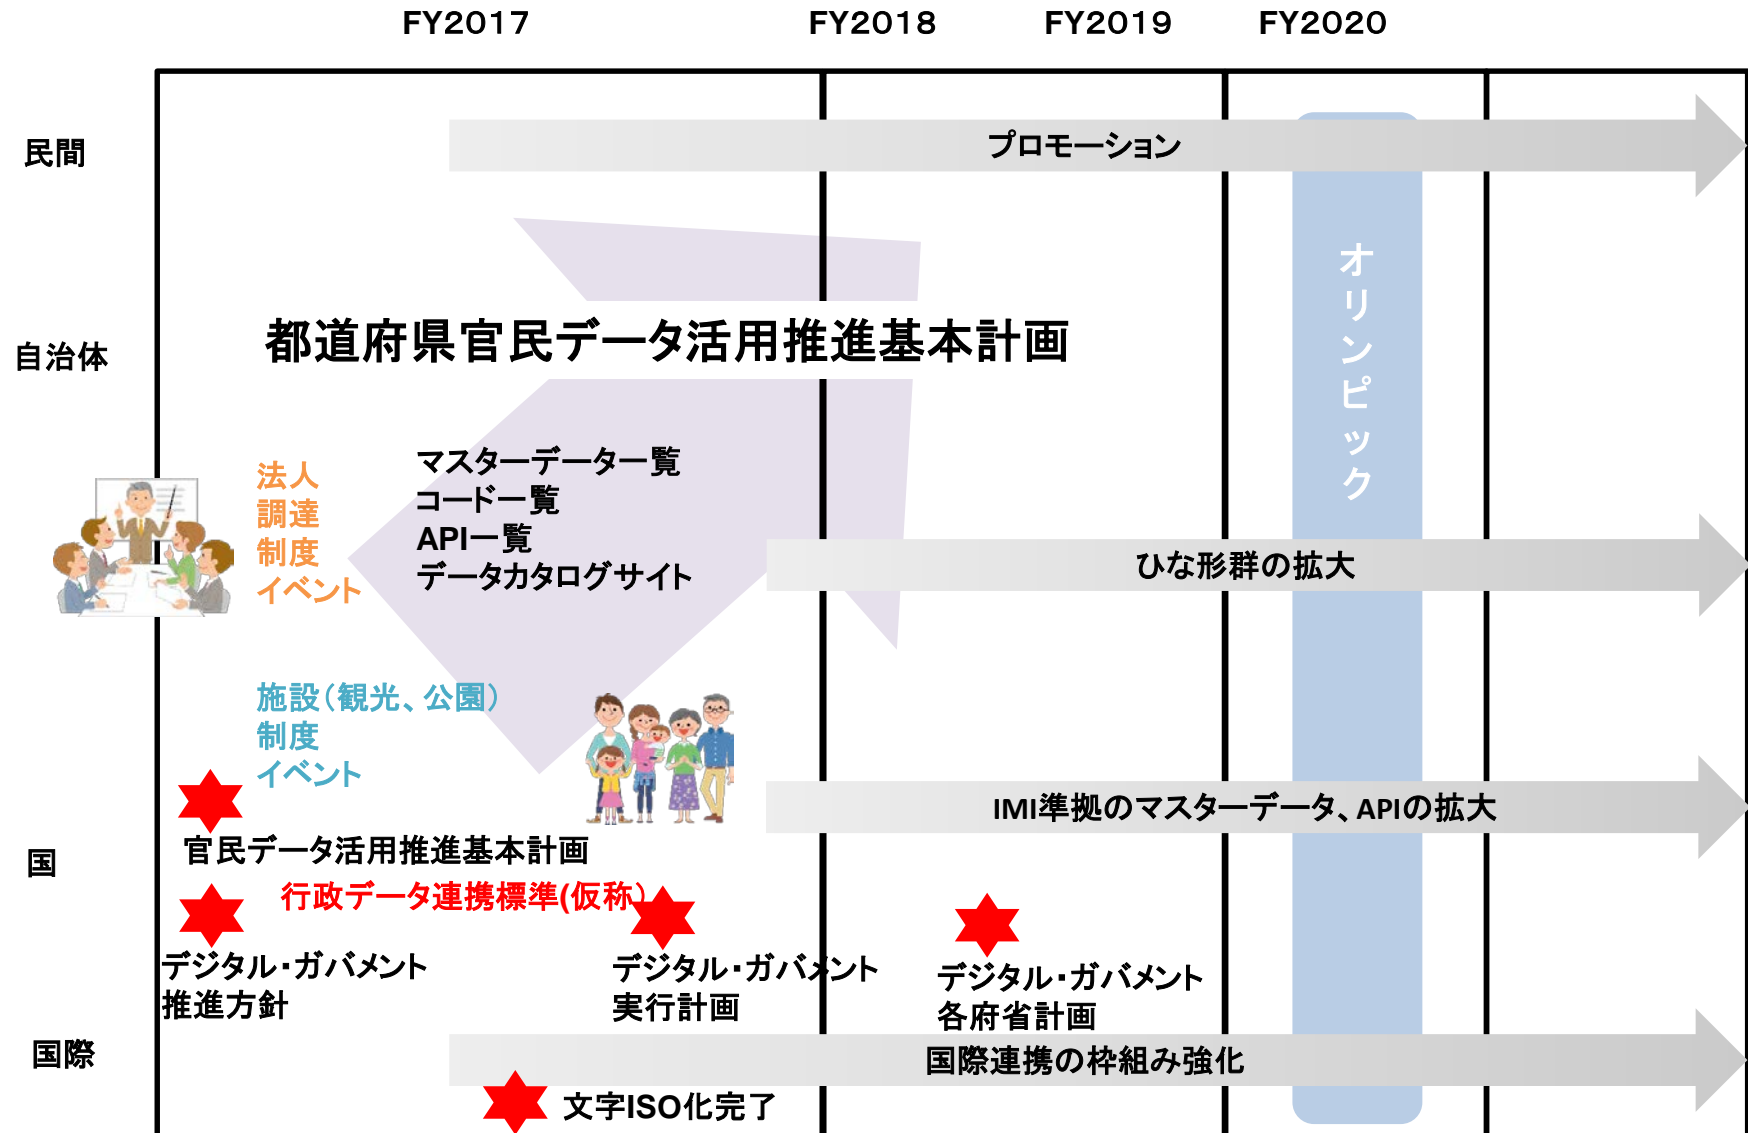 FY2017
FY2018
FY2019
FY2020
民間
プロモーション
オリンピック
自治体
都道府県官民データ活用推進基本計画
法人
調達
制度
イベント
マスターデータ一覧
コード一覧
API一覧
データカタログサイト
ひな形群の拡大
施設（観光、公園）
制度
イベント
IMI準拠のマスターデータ、APIの拡大
国
官民データ活用推進基本計画
行政データ連携標準(仮称）
デジタル・ガバメント
推進方針
デジタル・ガバメント
実行計画
デジタル・ガバメント
各府省計画
国際
国際連携の枠組み強化
文字ISO化完了